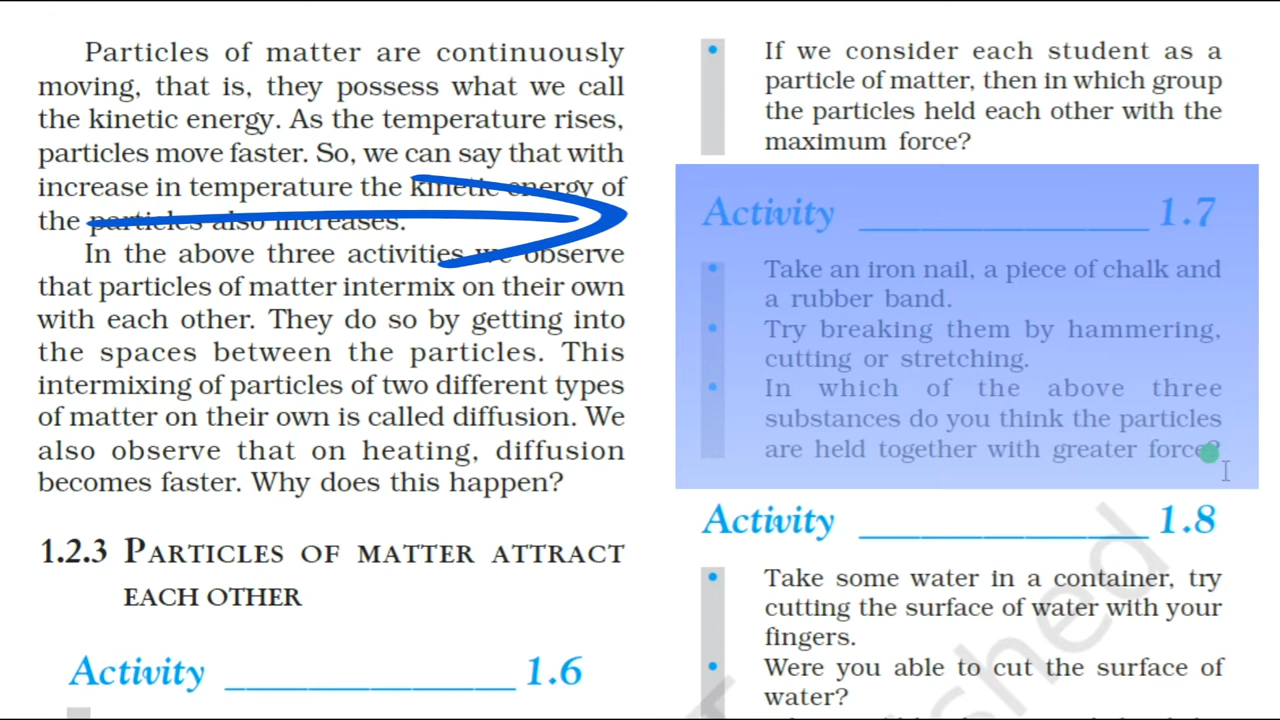 Particles of matter are continuously
moving, that is, they possess what we call
the kinetic energy. As the temperature rises,
particles move faster. So, we can say that with
increase in temperature the kinetic energy of
the particles also increases.
In the above three activities we observe
that particles of matter intermix on their own
with each other. They do so by getting into
the spaces between the particles. This
intermixing of particles of two different types
of matter on their own is called diffusion. We
also observe that on heating, diffusion
becomes faster. Why does this happen?
1.2.3 PARTICLES OF MATTER ATTRACT
EACH OTHER
Activity ______________ 1.6
• If we consider each student as a
particle of matter, then in which group
the particles held each other with the
maximum force?
Activity ______________ 1.7
• Take an iron nail, a piece of chalk and
a rubber band.
• Try breaking them by hammering,
cutting or stretching.
• In which of the above three
substances do you think the particles
are held together with greater force?
Activity ______________ 1.8
• Take some water in a container, try
cutting the surface of water with your
fingers.
• Were you able to cut the surface of
water?